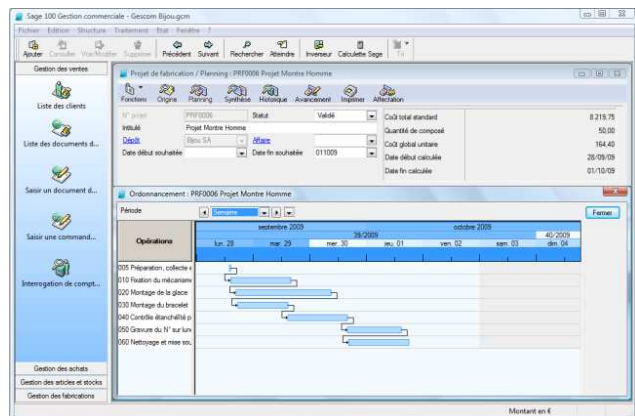 Sage 100 Gestion commerciale - Gescom Bijou.gcm
Fichier Edition Structure Traitement Etat Fenêtre ?
Ajouter Consulter Voir/Modifier Supprimer Précédent Suivant Rechercher Atteindre Inverseur Calculette Sage
Gestion des ventes
Liste des clients
Liste des documents d...
Saisir un document d...
Saisir une command...
Interrogation de compt...
Gestion des achats
Gestion des articles et stocks
Gestion des fabrications
Projet de fabrication / Planning : PRF0006 Projet Montre Homme
Fonctions Origine Planning Synthèse Historique Avancement Imprimer Affectation
N° projet PRF0006 Statut Validé Coût total standard 8 219,75
Intitulé Projet Montre Homme Quantité de composé 50,00
Dépôt Bijou SA Affaire Coût global unitaire 164,40
Date début souhaitée Date fin souhaitée 011009 Date début calculée 28/09/09
Date fin calculée 01/10/09
Ordonnancement : PRF0006 Projet Montre Homme
Période Semaine Fermer
septembre 2009 octobre 2009
39/2009 40/2009
Opérations lun. 28 mar. 29 mer. 30 jeu. 01 ven. 02 sam. 03 dim. 04
005 Préparation, collecte e
010 Fixation du mécanisme
020 Montage de la glace
030 Montage du bracelet
040 Contrôle étanchéité p
050 Gravure du N° sur lun
060 Nettoyage et mise sou
Montant en €